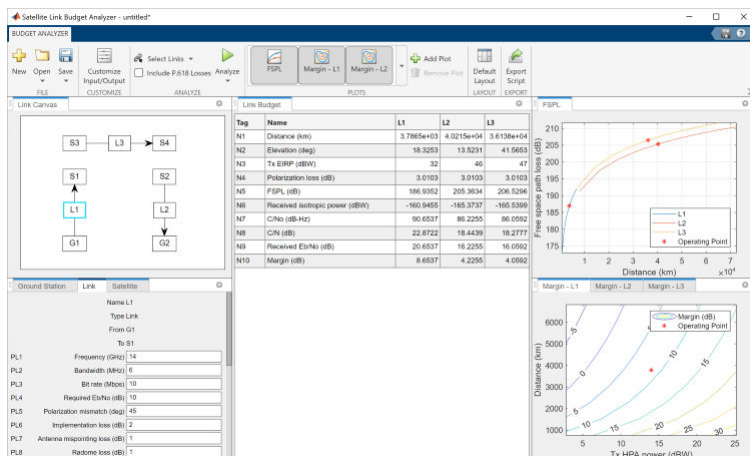 Satellite Link Budget Analyzer - untitled*
BUDGET ANALYZER
New Open Save
Customize Input/Output
Select Links
Include P.618 Losses
Analyze
FSPL
Margin - L1
Margin - L2
Add Plot
Remove Plot
Default Layout
Export Script
FILE CUSTOMIZE ANALYZE PLOTS LAYOUT EXPORT
Link Canvas
S3 L3 S4
S1 S2
L1 L2
G1 G2
Link Budget
Tag Name L1 L2 L3
N1 Distance (km) 3.7865e+03 4.0215e+04 3.6138e+04
N2 Elevation (deg) 18.3253 13.5231 41.5653
N3 Tx EIRP (dBW) 32 46 47
N4 Polarization loss (dB) 3.0103 3.0103 3.0103
N5 FSPL (dB) 186.9352 205.3634 206.5296
N6 Received isotropic power (dBW) -160.9455 -165.3737 -165.5399
N7 C/No (dB-Hz) 90.6537 86.2255 86.0592
N8 C/N (dB) 22.8722 18.4439 18.2777
N9 Received Eb/No (dB) 20.6537 16.2255 16.0592
N10 Margin (dB) 8.6537 4.2255 4.0592
FSPL
Free space path loss (dB)
210
205
200
195
190
185
180
175
L1
L2
L3
Operating Point
1 2 3 4 5 6 7
×10⁴
Distance (km)
Ground Station Link Satellite
Name L1
Type Link
From G1
To S1
PL1 Frequency (GHz) 14
PL2 Bandwidth (MHz) 6
PL3 Bit rate (Mbps) 10
PL4 Required Eb/No (dB) 10
PL5 Polarization mismatch (deg) 45
PL6 Implementation loss (dB) 2
PL7 Antenna mispointing loss (dB) 1
PL8 Radome loss (dB) 1
Margin - L1 Margin - L2 Margin - L3
Distance (km)
6000
5000
4000
3000
2000
1000
Margin (dB)
Operating Point
-5
0
10
15
5
10 15 20 25 30
5 10 15 20 25
Tx HPA power (dBW)